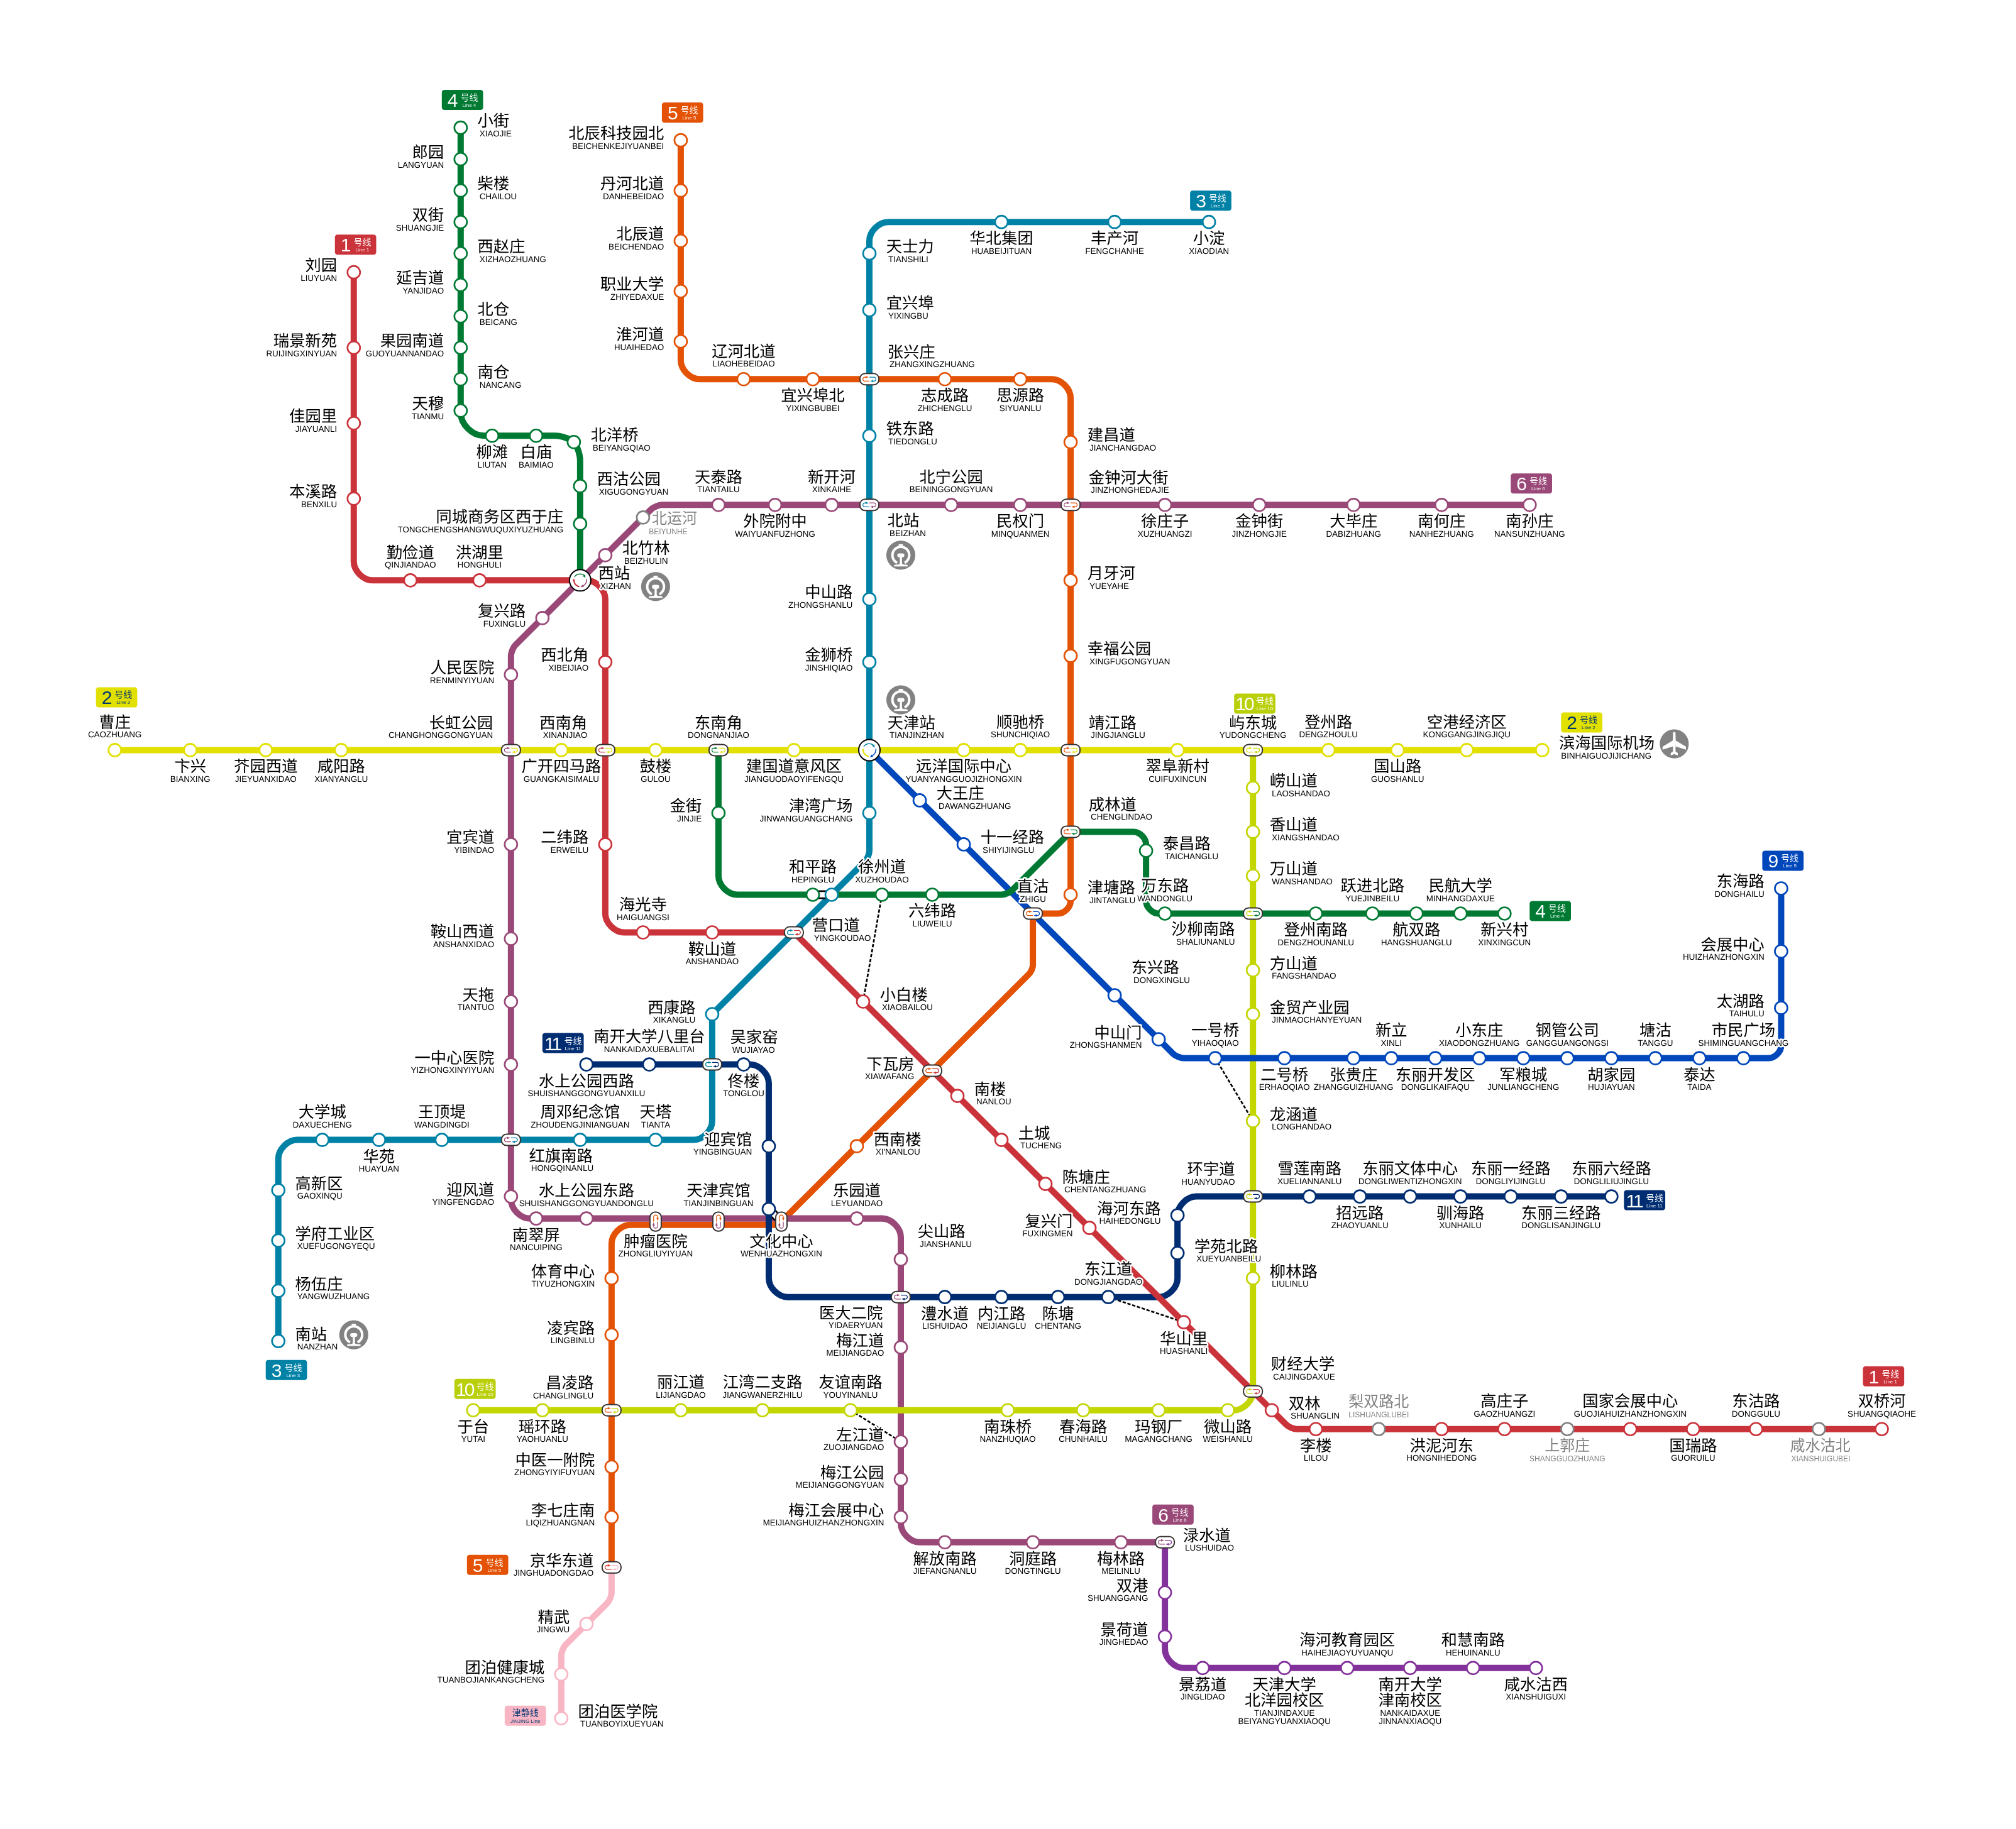 4 号线
Line 4
小街
XIAOJIE
郎园
LANGYUAN
柴楼
CHAILOU
双街
SHUANGJIE
西赵庄
XIZHAOZHUANG
延吉道
YANJIDAO
北仓
BEICANG
果园南道
GUOYUANNANDAO
南仓
NANCANG
天穆
TIANMU
柳滩
LIUTAN
白庙
BAIMIAO
北洋桥
BEIYANGQIAO
西沽公园
XIGUGONGYUAN
同城商务区西于庄
TONGCHENGSHANGWUQUXIYUZHUANG
5 号线
Line 5
北辰科技园北
BEICHENKEJIYUANBEI
丹河北道
DANHEBEIDAO
北辰道
BEICHENDAO
职业大学
ZHIYEDAXUE
淮河道
HUAIHEDAO
辽河北道
LIAOHEBEIDAO
宜兴埠北
YIXINGBUBEI
张兴庄
ZHANGXINGZHUANG
志成路
ZHICHENGLU
思源路
SIYUANLU
建昌道
JIANCHANGDAO
金钟河大街
JINZHONGHEDAJIE
月牙河
YUEYAHE
幸福公园
XINGFUGONGYUAN
3 号线
Line 3
小淀
XIAODIAN
丰产河
FENGCHANHE
华北集团
HUABEIJITUAN
天士力
TIANSHILI
宜兴埠
YIXINGBU
铁东路
TIEDONGLU
北站
BEIZHAN
中山路
ZHONGSHANLU
金狮桥
JINSHIQIAO
天津站
TIANJINZHAN
津湾广场
JINWANGUANGCHANG
1 号线
Line 1
刘园
LIUYUAN
瑞景新苑
RUIJINGXINYUAN
佳园里
JIAYUANLI
本溪路
BENXILU
勤俭道
QINJIANDAO
洪湖里
HONGHULI
西站
XIZHAN
西北角
XIBEIJIAO
6 号线
Line 6
南孙庄
NANSUNZHUANG
南何庄
NANHEZHUANG
大毕庄
DABIZHUANG
金钟街
JINZHONGJIE
徐庄子
XUZHUANGZI
民权门
MINQUANMEN
北宁公园
BEININGGONGYUAN
新开河
XINKAIHE
外院附中
WAIYUANFUZHONG
天泰路
TIANTAILU
北运河
BEIYUNHE
北竹林
BEIZHULIN
复兴路
FUXINGLU
人民医院
RENMINYIYUAN
2 号线
Line 2
曹庄
CAOZHUANG
卞兴
BIANXING
芥园西道
JIEYUANXIDAO
咸阳路
XIANYANGLU
长虹公园
CHANGHONGGONGYUAN
广开四马路
GUANGKAISIMALU
西南角
XINANJIAO
鼓楼
GULOU
东南角
DONGNANJIAO
建国道意风区
JIANGUODAOYIFENGQU
远洋国际中心
YUANYANGGUOJIZHONGXIN
顺驰桥
SHUNCHIQIAO
靖江路
JINGJIANGLU
翠阜新村
CUIFUXINCUN
10 号线
Line 10
屿东城
YUDONGCHENG
登州路
DENGZHOULU
国山路
GUOSHANLU
空港经济区
KONGGANGJINGJIQU
2 号线
Line 2
滨海国际机场
BINHAIGUOJIJICHANG
金街
JINJIE
和平路
HEPINGLU
徐州道
XUZHOUDAO
六纬路
LIUWEILU
大王庄
DAWANGZHUANG
十一经路
SHIYIJINGLU
直沽
ZHIGU
成林道
CHENGLINDAO
津塘路
JINTANGLU
泰昌路
TAICHANGLU
万东路
WANDONGLU
沙柳南路
SHALIUNANLU
登州南路
DENGZHOUNANLU
跃进北路
YUEJINBEILU
航双路
HANGSHUANGLU
民航大学
MINHANGDAXUE
新兴村
XINXINGCUN
4 号线
Line 4
崂山道
LAOSHANDAO
香山道
XIANGSHANDAO
万山道
WANSHANDAO
方山道
FANGSHANDAO
金贸产业园
JINMAOCHANYEYUAN
9 号线
Line 9
东海路
DONGHAILU
会展中心
HUIZHANZHONGXIN
太湖路
TAIHULU
市民广场
SHIMINGUANGCHANG
泰达
TAIDA
塘沽
TANGGU
胡家园
HUJIAYUAN
钢管公司
GANGGUANGONGSI
军粮城
JUNLIANGCHENG
小东庄
XIAODONGZHUANG
东丽开发区
DONGLIKAIFAQU
新立
XINLI
张贵庄
ZHANGGUIZHUANG
二号桥
ERHAOQIAO
一号桥
YIHAOQIAO
中山门
ZHONGSHANMEN
东兴路
DONGXINGLU
宜宾道
YIBINDAO
鞍山西道
ANSHANXIDAO
天拖
TIANTUO
一中心医院
YIZHONGXINYIYUAN
二纬路
ERWEILU
海光寺
HAIGUANGSI
鞍山道
ANSHANDAO
营口道
YINGKOUDAO
小白楼
XIAOBAILOU
下瓦房
XIAWAFANG
南楼
NANLOU
土城
TUCHENG
陈塘庄
CHENTANGZHUANG
复兴门
FUXINGMEN
华山里
HUASHANLI
财经大学
CAIJINGDAXUE
西康路
XIKANGLU
11 号线
Line 11
水上公园西路
SHUISHANGGONGYUANXILU
南开大学八里台
NANKAIDAXUEBALITAI
吴家窑
WUJIAYAO
佟楼
TONGLOU
迎宾馆
YINGBINGUAN
天塔
TIANTA
周邓纪念馆
ZHOUDENGJINIANGUAN
红旗南路
HONGQINANLU
王顶堤
WANGDINGDI
华苑
HUAYUAN
大学城
DAXUECHENG
高新区
GAOXINQU
学府工业区
XUEFUGONGYEQU
杨伍庄
YANGWUZHUANG
南站
NANZHAN
3 号线
Line 3
迎风道
YINGFENGDAO
南翠屏
NANCUIPING
水上公园东路
SHUISHANGGONGYUANDONGLU
肿瘤医院
ZHONGLIUYIYUAN
天津宾馆
TIANJINBINGUAN
文化中心
WENHUAZHONGXIN
西南楼
XI'NANLOU
乐园道
LEYUANDAO
尖山路
JIANSHANLU
医大二院
YIDAERYUAN
澧水道
LISHUIDAO
内江路
NEIJIANGLU
陈塘
CHENTANG
东江道
DONGJIANGDAO
学苑北路
XUEYUANBEILU
海河东路
HAIHEDONGLU
环宇道
HUANYUDAO
龙涵道
LONGHANDAO
雪莲南路
XUELIANNANLU
招远路
ZHAOYUANLU
东丽文体中心
DONGLIWENTIZHONGXIN
驯海路
XUNHAILU
东丽一经路
DONGLIYIJINGLU
东丽三经路
DONGLISANJINGLU
东丽六经路
DONGLILIUJINGLU
11 号线
Line 11
柳林路
LIULINLU
体育中心
TIYUZHONGXIN
凌宾路
LINGBINLU
昌凌路
CHANGLINGLU
中医一附院
ZHONGYIYIFUYUAN
李七庄南
LIQIZHUANGNAN
5 号线
Line 5
京华东道
JINGHUADONGDAO
精武
JINGWU
团泊健康城
TUANBOJIANKANGCHENG
津静线
JINJING Line
团泊医学院
TUANBOYIXUEYUAN
10 号线
Line 10
于台
YUTAI
瑶环路
YAOHUANLU
丽江道
LIJIANGDAO
江湾二支路
JIANGWANERZHILU
友谊南路
YOUYINANLU
南珠桥
NANZHUQIAO
春海路
CHUNHAILU
玛钢厂
MAGANGCHANG
微山路
WEISHANLU
梅江道
MEIJIANGDAO
左江道
ZUOJIANGDAO
梅江公园
MEIJIANGGONGYUAN
梅江会展中心
MEIJIANGHUIZHANZHONGXIN
解放南路
JIEFANGNANLU
洞庭路
DONGTINGLU
梅林路
MEILINLU
6 号线
Line 6
渌水道
LUSHUIDAO
双港
SHUANGGANG
景荷道
JINGHEDAO
景荔道
JINGLIDAO
天津大学
北洋园校区
TIANJINDAXUE
BEIYANGYUANXIAOQU
海河教育园区
HAIHEJIAOYUYUANQU
南开大学
津南校区
NANKAIDAXUE
JINNANXIAOQU
和慧南路
HEHUINANLU
咸水沽西
XIANSHUIGUXI
双林
SHUANGLIN
李楼
LILOU
梨双路北
LISHUANGLUBEI
洪泥河东
HONGNIHEDONG
高庄子
GAOZHUANGZI
上郭庄
SHANGGUOZHUANG
国家会展中心
GUOJIAHUIZHANZHONGXIN
国瑞路
GUORUILU
东沽路
DONGGULU
咸水沽北
XIANSHUIGUBEI
1 号线
Line 1
双桥河
SHUANGQIAOHE